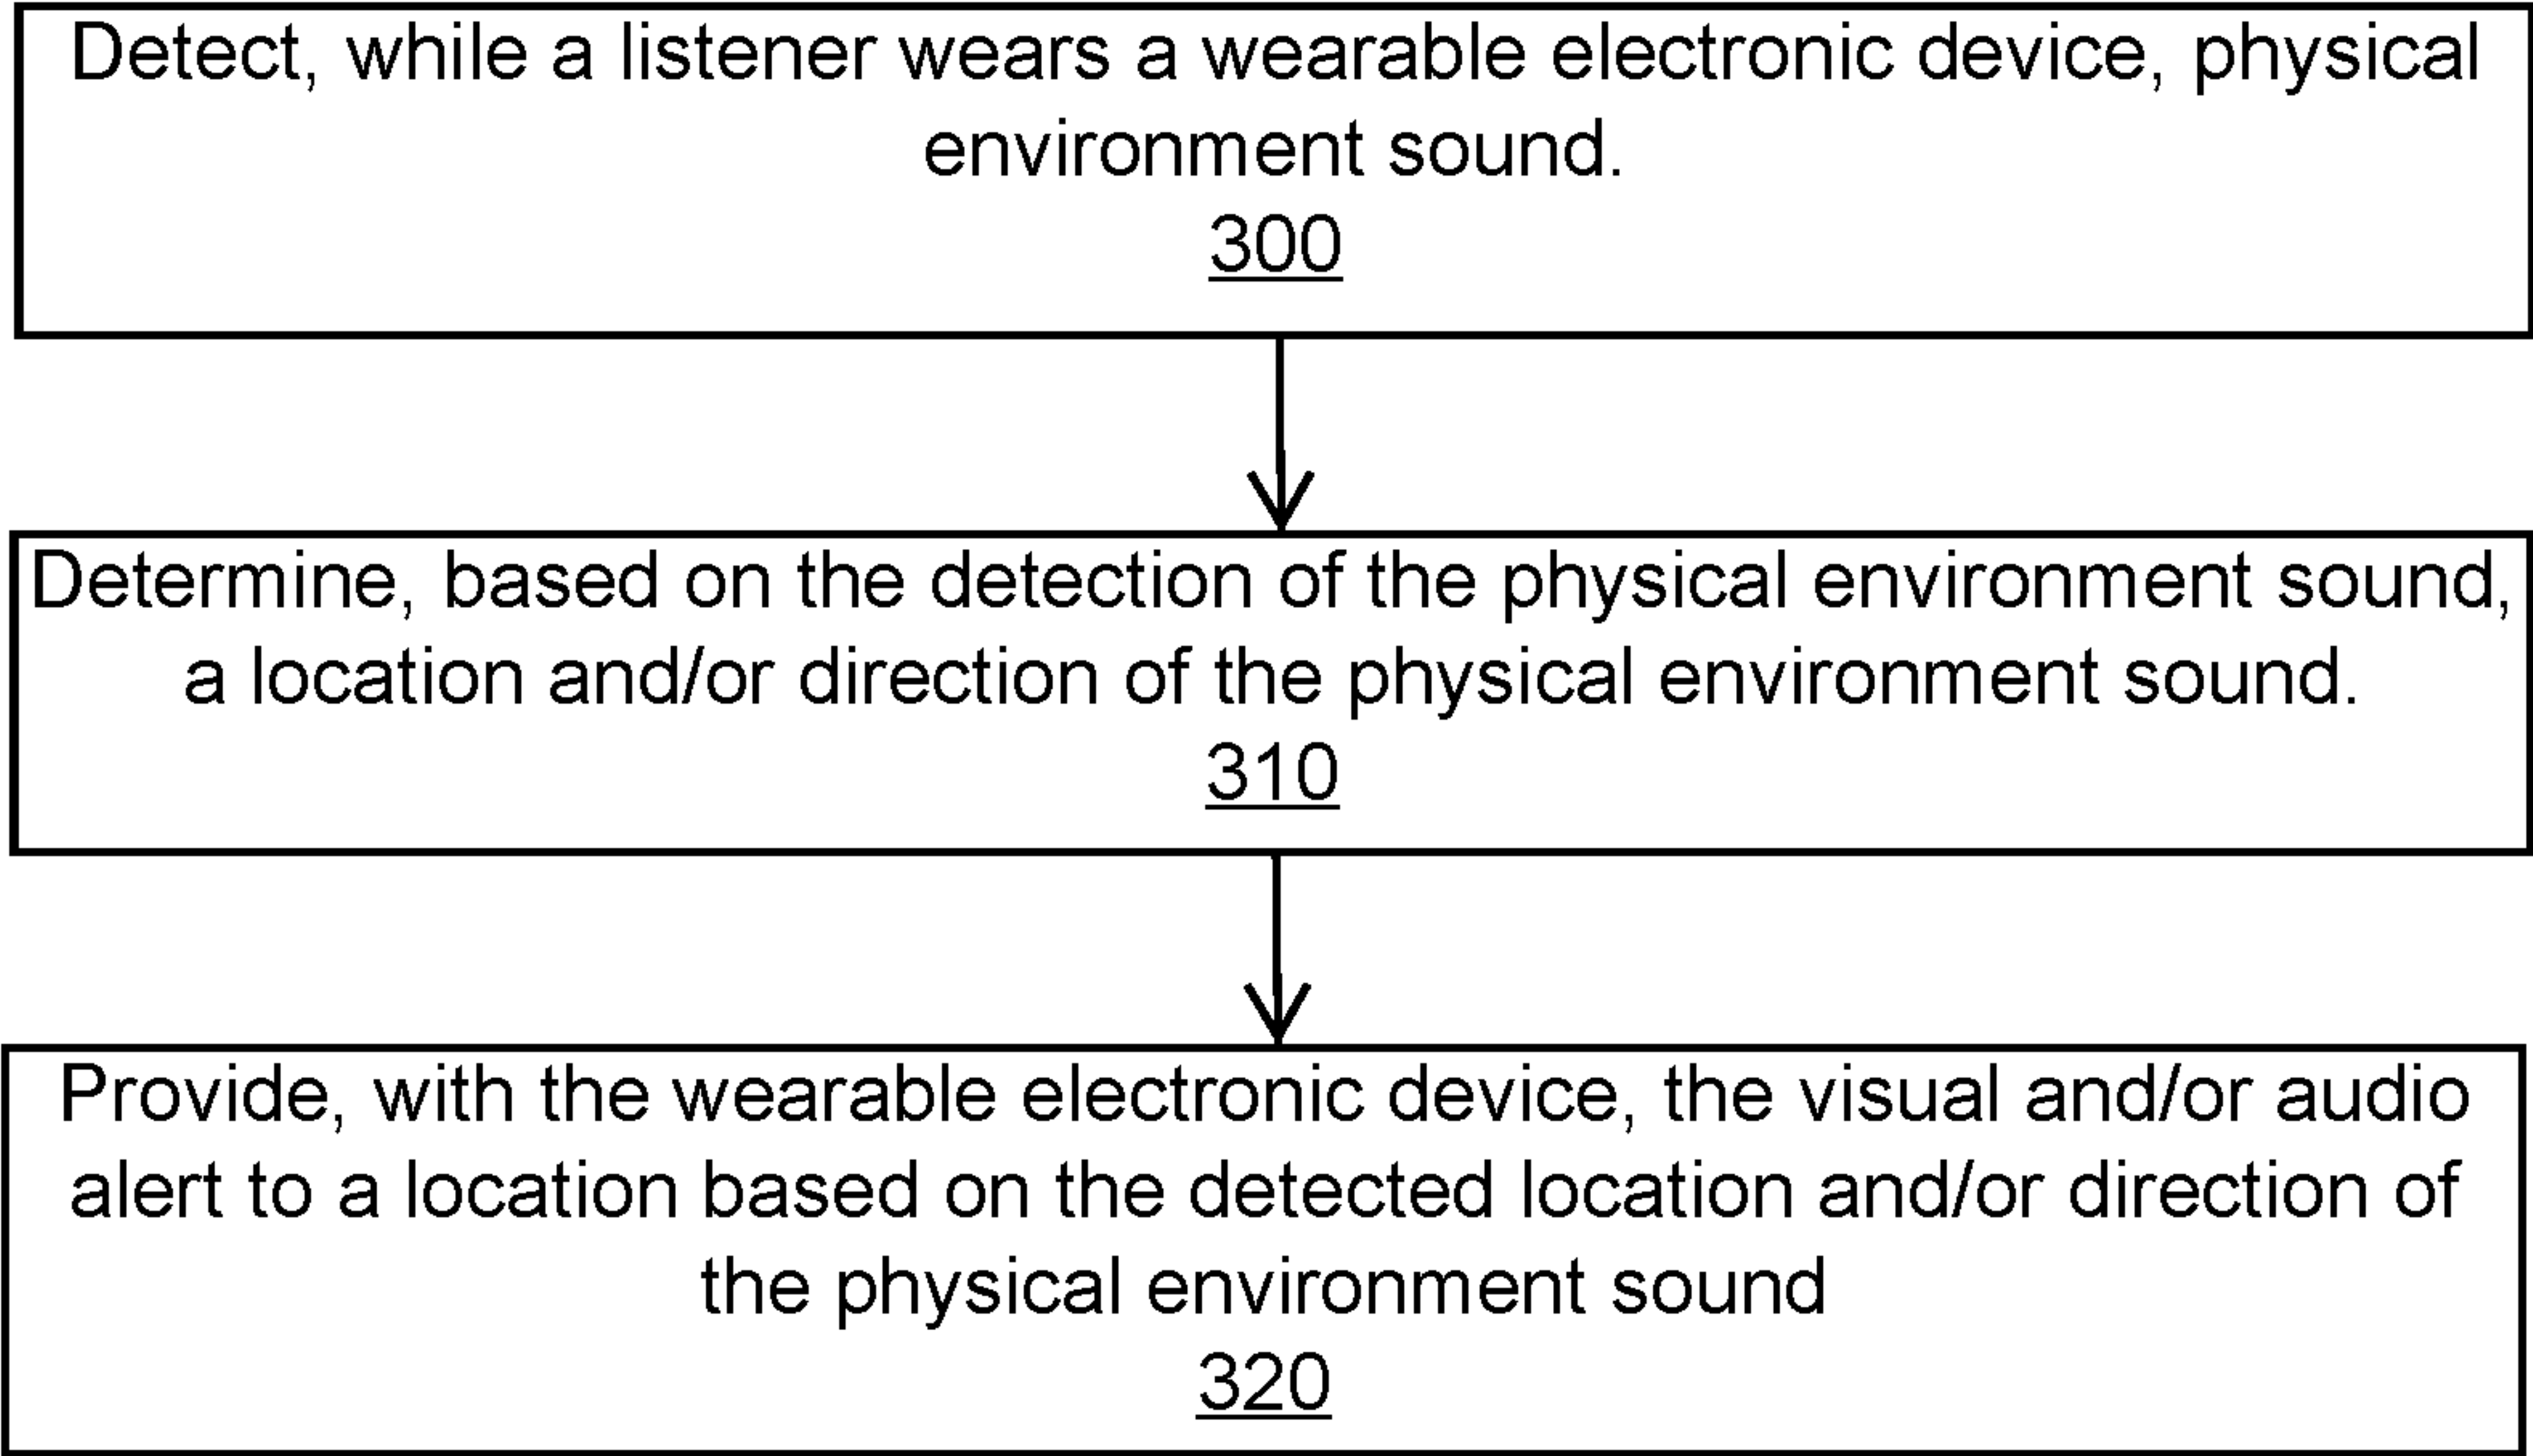 Detect, while a listener wears a wearable electronic device, physical
environment sound.
300
Determine, based on the detection of the physical environment sound,
a location and/or direction of the physical environment sound.
310
Provide, with the wearable electronic device, the visual and/or audio
alert to a location based on the detected location and/or direction of
the physical environment sound
320